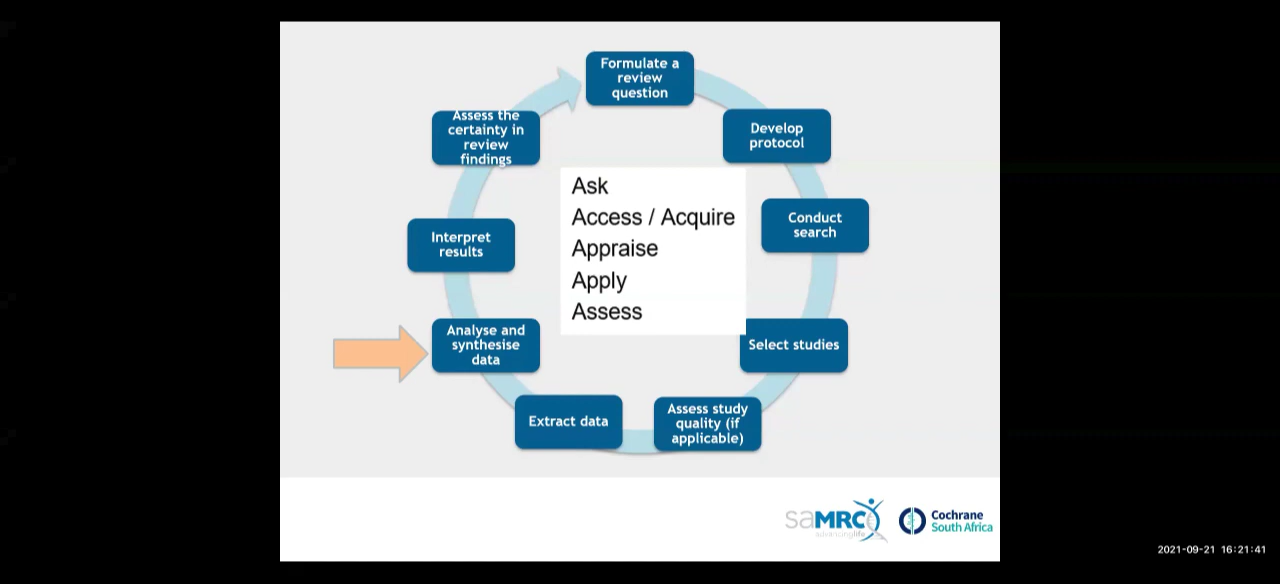 Formulate a
review
question
Develop
protocol
Conduct
search
Select studies
Assess study
quality (if
applicable)
Extract data
Analyse and
synthesise
data
Interpret
results
Assess the
certainty in
review
findings
Ask
Access / Acquire
Appraise
Apply
Assess
saMRC
advancinglife
Cochrane
South Africa
2021-09-21 16:21:41